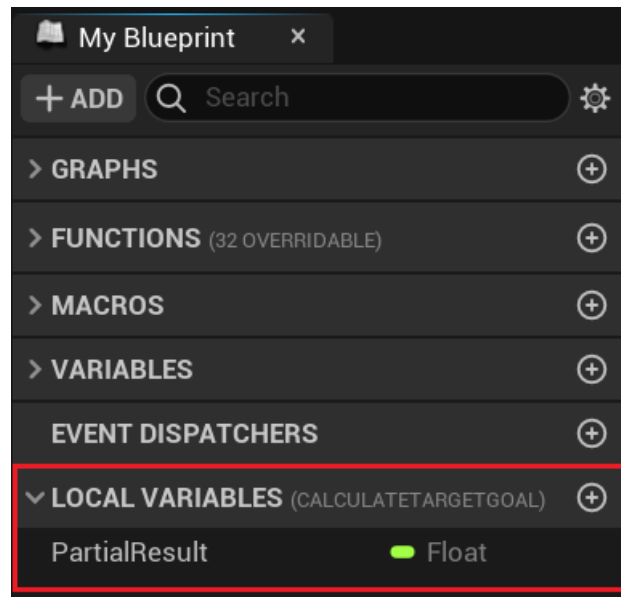 My Blueprint ×
+ ADD Search
> GRAPHS
> FUNCTIONS (32 OVERRIDABLE)
> MACROS
> VARIABLES
EVENT DISPATCHERS
LOCAL VARIABLES (CALCULATETARGETGOAL)
PartialResult Float